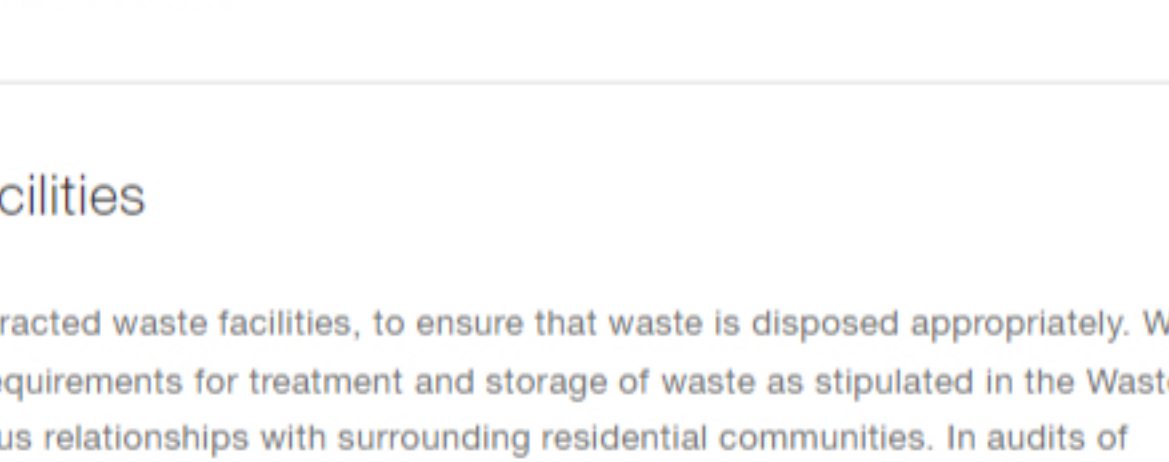 cilities
racted waste facilities, to ensure that waste is disposed appropriately. W
equirements for treatment and storage of waste as stipulated in the Waste
us relationships with surrounding residential communities. In audits of